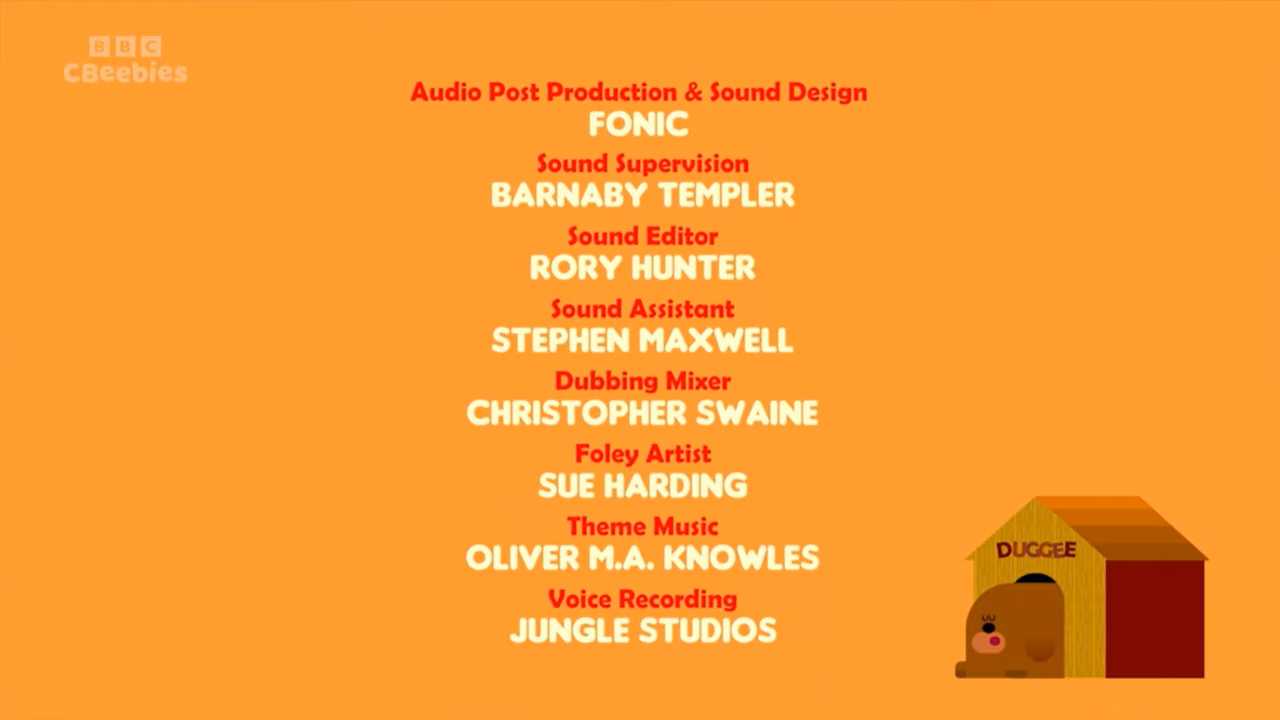 BBC
CBeebies
Audio Post Production & Sound Design
FONIC
Sound Supervision
BARNABY TEMPLER
Sound Editor
RORY HUNTER
Sound Assistant
STEPHEN MAXWELL
Dubbing Mixer
CHRISTOPHER SWAINE
Foley Artist
SUE HARDING
Theme Music
OLIVER M.A. KNOWLES
Voice Recording
JUNGLE STUDIOS
DUGGEE